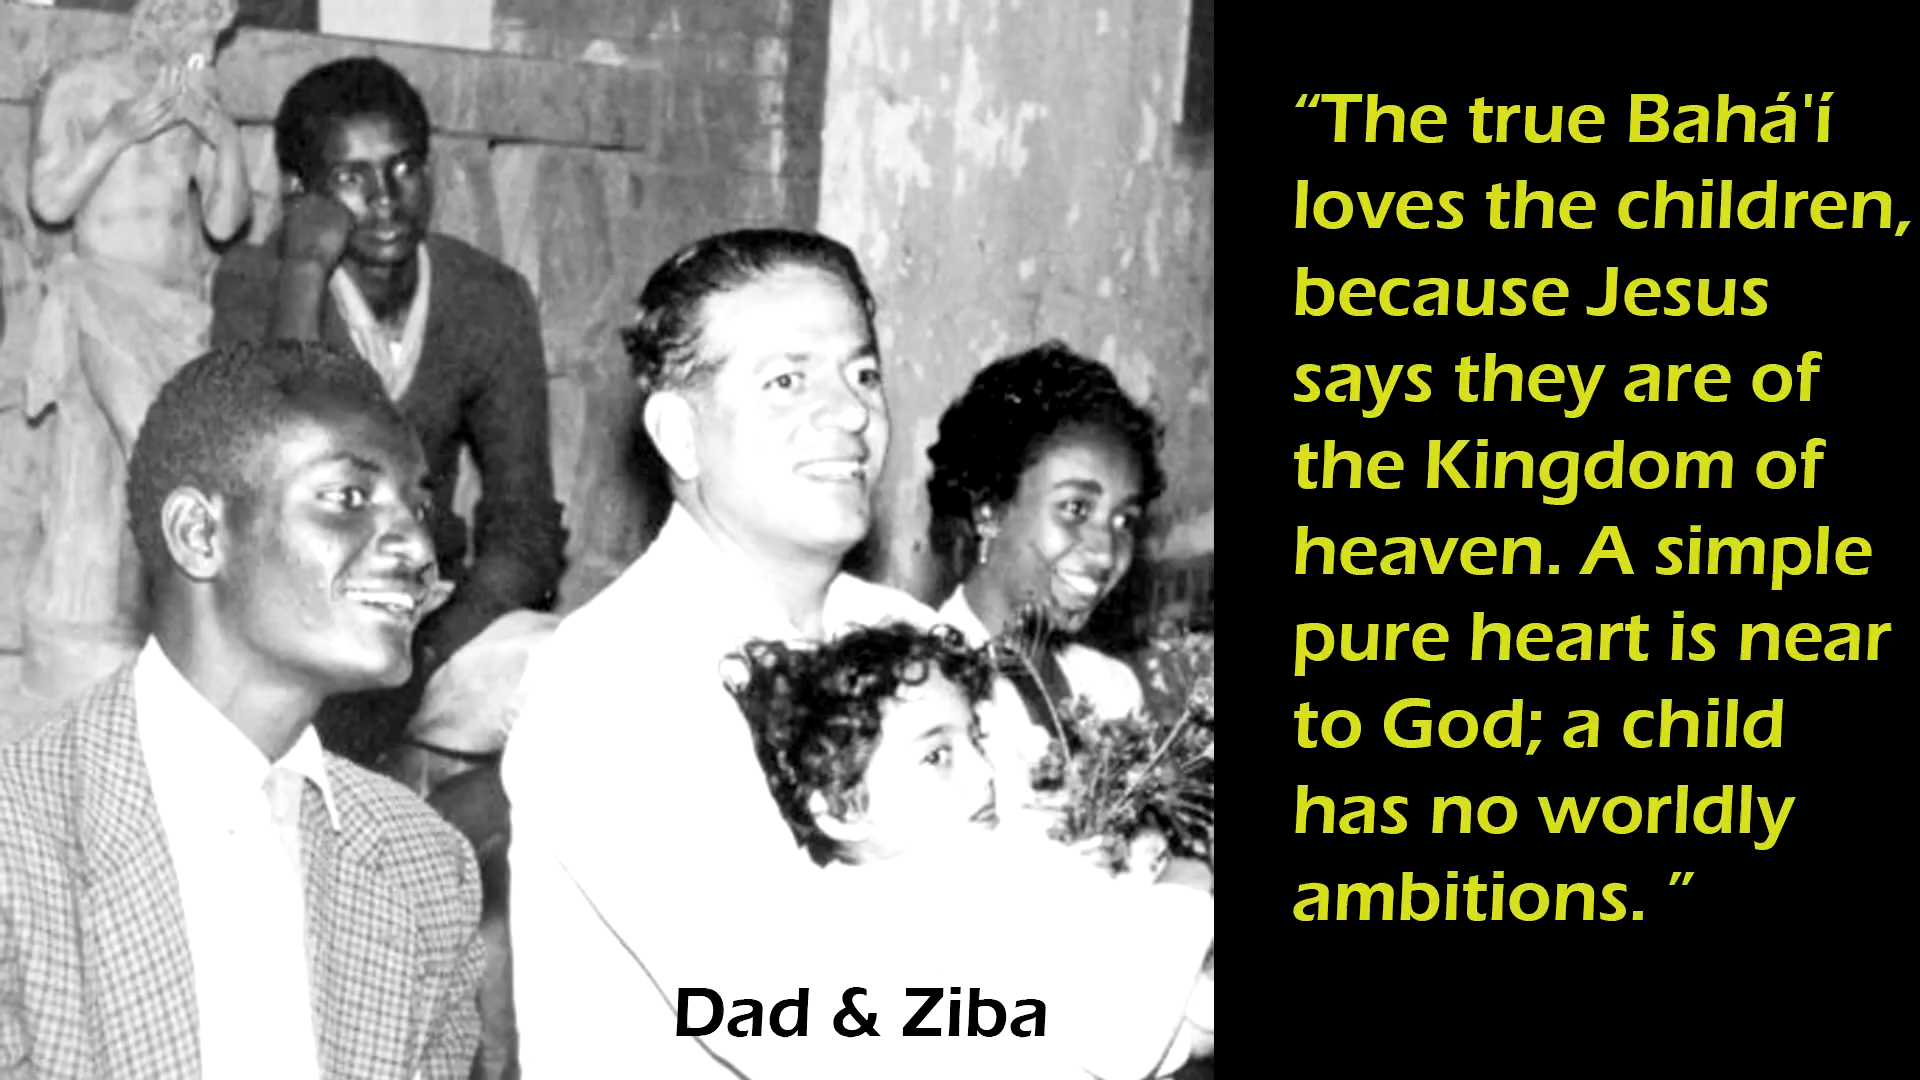 “The true Bahá'í
loves the children,
because Jesus
says they are of
the Kingdom of
heaven. A simple
pure heart is near
to God; a child
has no worldly
ambitions. ”
Dad & Ziba